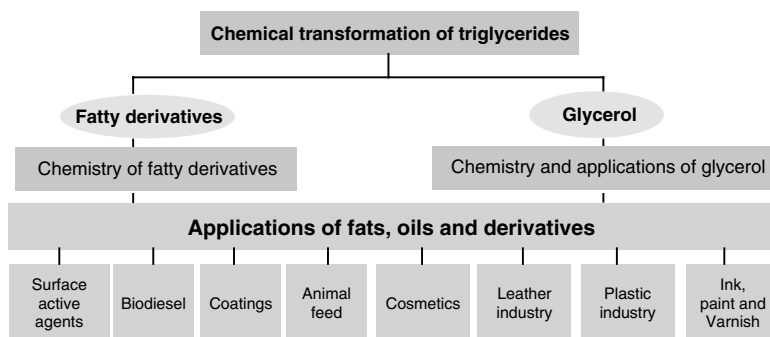 Chemical transformation of triglycerides
Fatty derivatives
Glycerol
Chemistry of fatty derivatives
Chemistry and applications of glycerol
Applications of fats, oils and derivatives
Surface
active
agents
Biodiesel
Coatings
Animal
feed
Cosmetics
Leather
industry
Plastic
industry
Ink,
paint and
Varnish